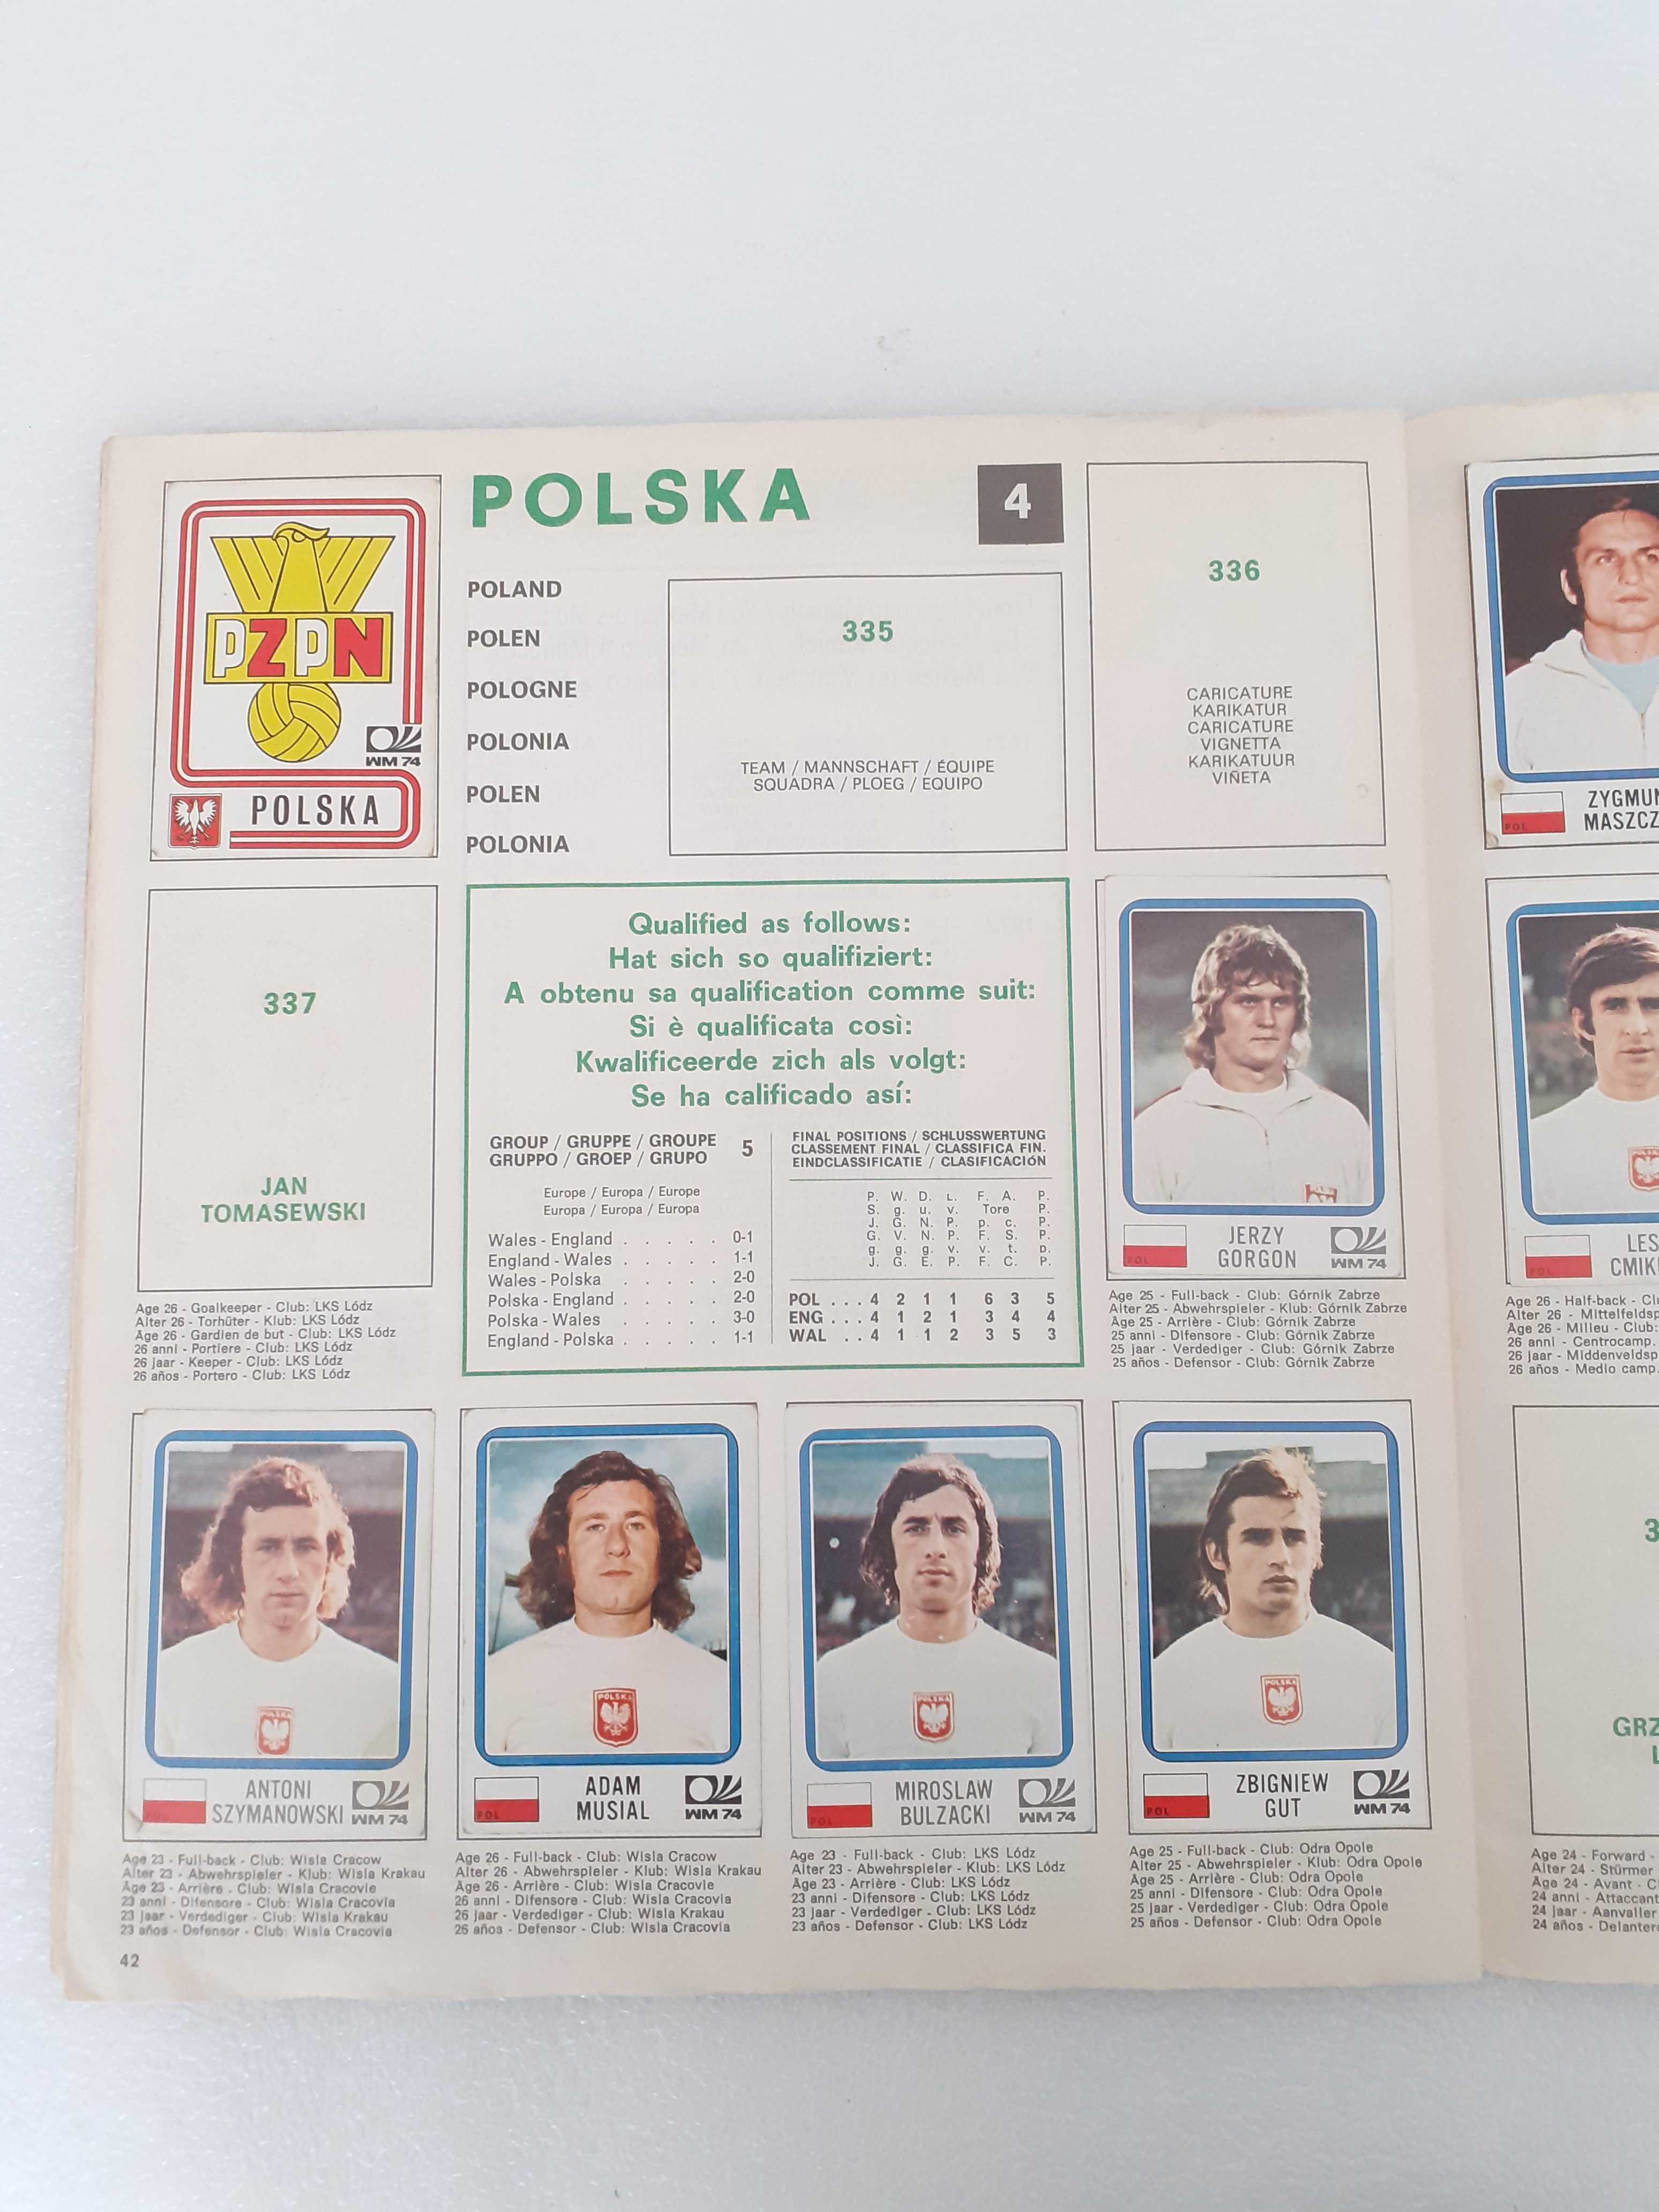 POLSKA
4
PZPN
WM 74
POLSKA
POLAND
POLEN
POLOGNE
POLONIA
POLEN
POLONIA
335
TEAM / MANNSCHAFT / ÉQUIPE
SQUADRA / PLOEG / EQUIPO
336
CARICATURE
KARIKATUR
CARICATURE
VIGNETTA
KARIKATUUR
VIÑETA
337
JAN
TOMASEWSKI
Age 26 - Goalkeeper - Club: LKS Lódz
Alter 26 - Torhüter - Klub: LKS Lódz
Age 26 - Gardien de but - Club: LKS Lódz
26 anni - Portiere - Club: LKS Lódz
26 jaar - Keeper - Club: LKS Lódz
26 años - Portero - Club: LKS Lódz
Qualified as follows:
Hat sich so qualifiziert:
A obtenu sa qualification comme suit:
Si è qualificata così:
Kwalificeerde zich als volgt:
Se ha calificado así:
GROUP / GRUPPE / GROUPE
GRUPPO / GROEP / GRUPO
5
Europe / Europa / Europe
Europa / Europa / Europa
Wales - England . . . . . 0-1
England - Wales . . . . . 1-1
Wales - Polska . . . . . 2-0
Polska - England . . . . . 2-0
Polska - Wales . . . . . 3-0
England - Polska . . . . . 1-1
FINAL POSITIONS / SCHLUSSWERTUNG
CLASSEMENT FINAL / CLASSIFICA FIN.
EINDCLASSIFICATIE / CLASIFICACIÓN
P. W. D. L. F. A. P.
S. g. u. v. Tore P.
J. G. N. P. p. c. P.
G. V. N. P. F. S. P.
g. g. g. v. v. t. p.
J. G. E. P. F. C. P.
POL . . . 4 2 1 1 6 3 5
ENG . . . 4 1 2 1 3 4 4
WAL . . 4 1 1 2 3 5 3
POL
JERZY
GORGON
WM 74
Age 25 - Full-back - Club: Górnik Zabrze
Alter 25 - Abwehrspieler - Klub: Górnik Zabrze
Age 25 - Arrière - Club: Górnik Zabrze
25 anni - Difensore - Club: Górnik Zabrze
25 jaar - Verdediger - Club: Górnik Zabrze
25 años - Defensor - Club: Górnik Zabrze
POLSKA
POL
ANTONI
SZYMANOWSKI
WM 74
Age 23 - Full-back - Club: Wisla Cracow
Alter 23 - Abwehrspieler - Klub: Wisla Krakau
Age 23 - Arrière - Club: Wisla Cracovie
23 anni - Difensore - Club: Wisla Cracovia
23 jaar - Verdediger - Club: Wisla Krakau
23 años - Defensor - Club: Wisla Cracovia
POLSKA
POL
ADAM
MUSIAL
WM 74
Age 26 - Full-back - Club: Wisla Cracow
Alter 26 - Abwehrspieler - Klub: Wisla Krakau
Age 26 - Arrière - Club: Wisla Cracovie
26 anni - Difensore - Club: Wisla Cracovia
26 jaar - Verdediger - Club: Wisla Krakau
26 años - Defensor - Club: Wisla Cracovia
POLSKA
POL
MIROSLAW
BULZACKI
WM 74
Age 23 - Full-back - Club: LKS Lódz
Alter 23 - Abwehrspieler - Klub: LKS Lódz
Age 23 - Arrière - Club: LKS Lódz
23 anni - Difensore - Club: LKS Lódz
23 jaar - Verdediger - Club: LKS Lódz
23 años - Defensor - Club: LKS Lódz
POLSKA
POL
ZBIGNIEW
GUT
WM 74
Age 25 - Full-back - Club: Odra Opole
Alter 25 - Abwehrspieler - Klub: Odra Opole
Age 25 - Arrière - Club: Odra Opole
25 anni - Difensore - Club: Odra Opole
25 jaar - Verdediger - Club: Odra Opole
25 años - Defensor - Club: Odra Opole
42
POL
ZYGMUN
MASZCZ
POL
LES
CMIK
Age 26 - Half-back - Cl
Alter 26 - Mittelfeldsp
Age 26 - Milieu - Club:
26 anni - Centrocamp.
26 jaar - Middenveldsp
26 años - Medio camp.
3
GRZ
L
Age 24 - Forward -
Alter 24 - Stürmer
Age 24 - Avant - C
24 anni - Attaccant
24 jaar - Aanvaller
24 años - Delanter